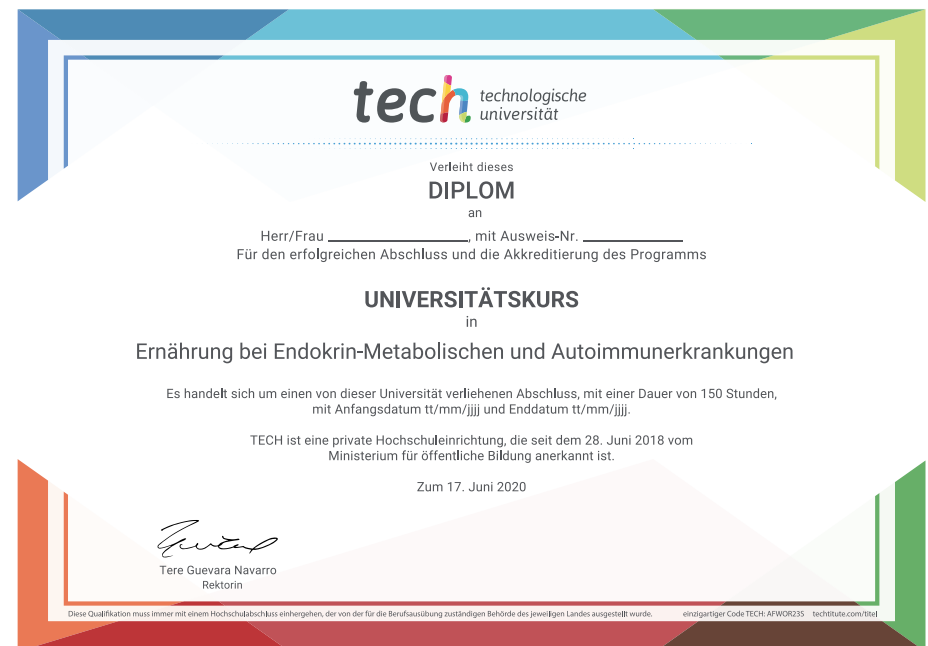 tech technologische
universität
Verleiht dieses
DIPLOM
an
Herr/Frau ____________, mit Ausweis-Nr. ____________
Für den erfolgreichen Abschluss und die Akkreditierung des Programms
UNIVERSITÄTSKURS
in
Ernährung bei Endokrin-Metabolischen und Autoimmunerkrankungen
Es handelt sich um einen von dieser Universität verliehenen Abschluss, mit einer Dauer von 150 Stunden,
mit Anfangsdatum tt/mm/jjjj und Enddatum tt/mm/jjjj.
TECH ist eine private Hochschuleinrichtung, die seit dem 28. Juni 2018 vom
Ministerium für öffentliche Bildung anerkannt ist.
Zum 17. Juni 2020
Tere Guevara Navarro
Rektorin
Diese Qualifikation muss immer mit einem Hochschulabschluss einhergehen, der von der für die Berufsausübung zuständigen Behörde des jeweiligen Landes ausgestellt wurde. einzigartiger Code TECH: AFWOR23S techtitute.com/titel